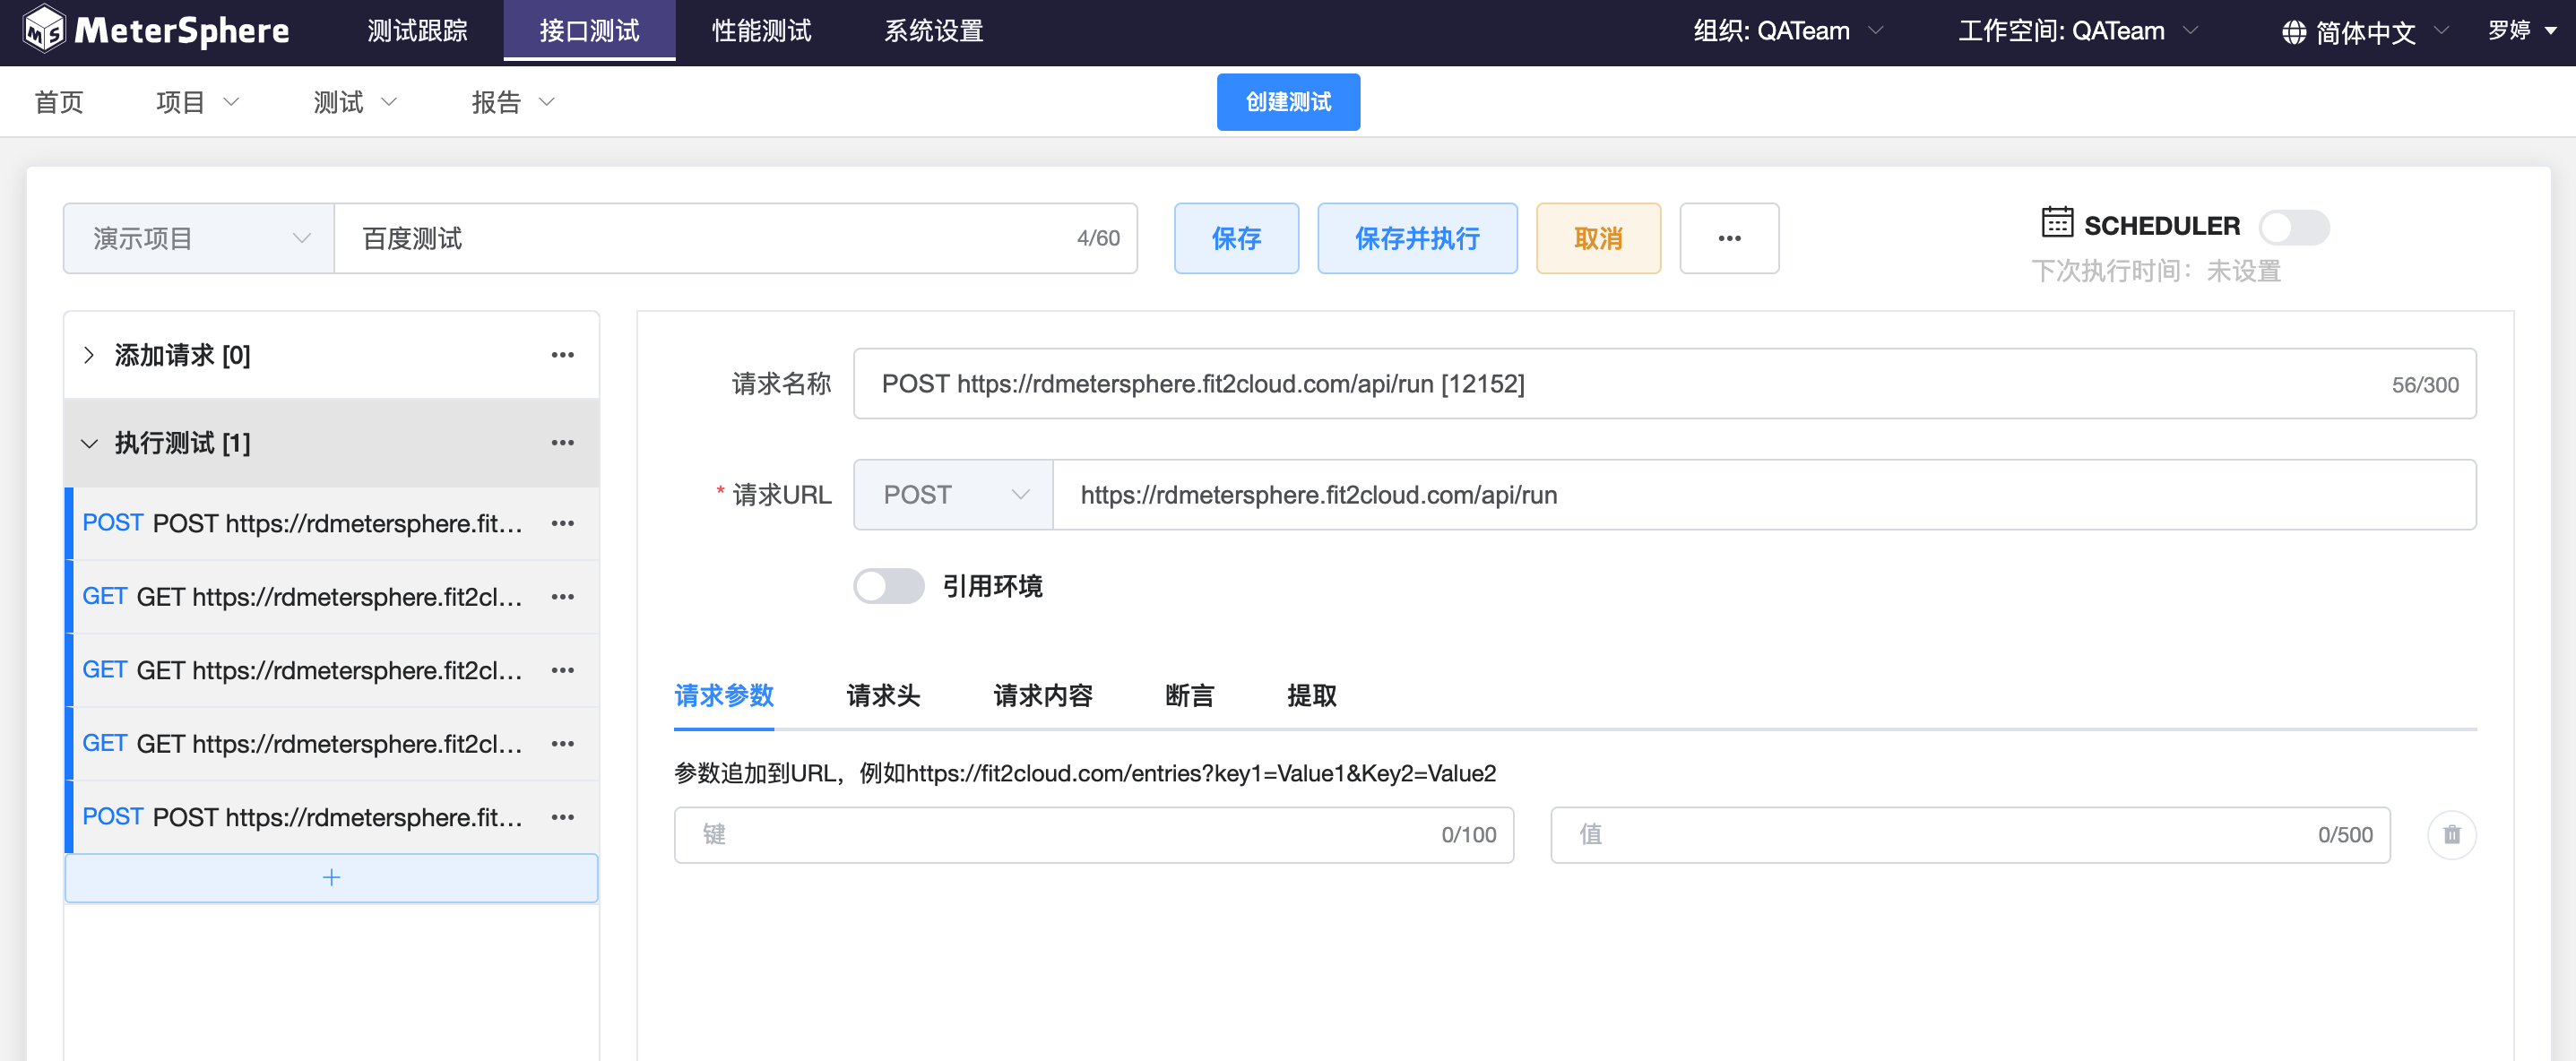 MeterSphere 测试跟踪 接口测试 性能测试 系统设置 组织: QATeam 工作空间: QATeam 简体中文 罗婷
首页 项目 测试 报告 创建测试
演示项目 百度测试 4/60 保存 保存并执行 取消 ••• SCHEDULER
下次执行时间：未设置
添加请求 [0] •••
执行测试 [1] •••
POST POST https://rdmetersphere.fit... •••
GET GET https://rdmetersphere.fit2cl... •••
GET GET https://rdmetersphere.fit2cl... •••
GET GET https://rdmetersphere.fit2cl... •••
POST POST https://rdmetersphere.fit... •••
+
请求名称 POST https://rdmetersphere.fit2cloud.com/api/run [12152] 56/300
* 请求URL POST https://rdmetersphere.fit2cloud.com/api/run
引用环境
请求参数 请求头 请求内容 断言 提取
参数追加到URL，例如https://fit2cloud.com/entries?key1=Value1&Key2=Value2
键 0/100 值 0/500